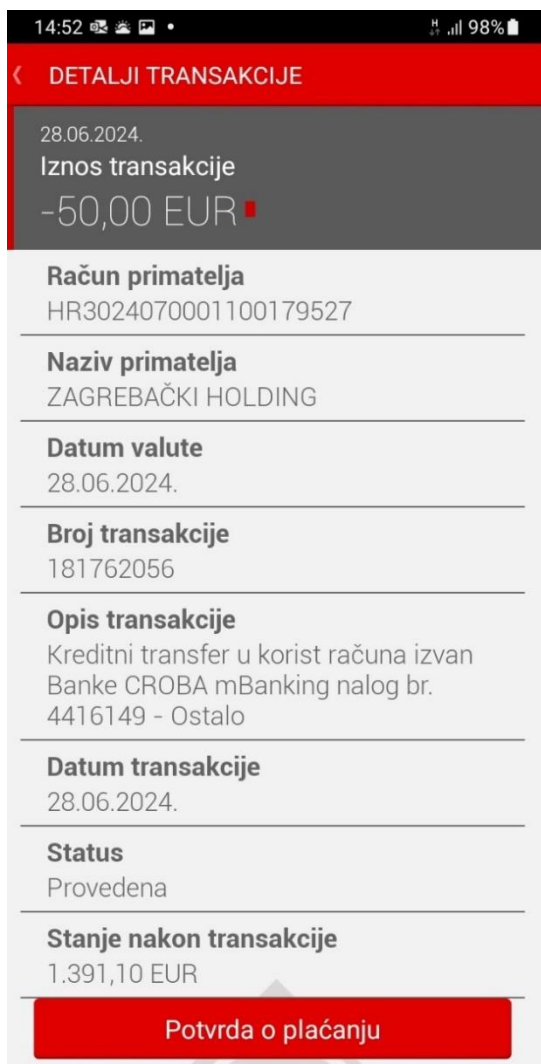 14:52
98%
DETALJI TRANSAKCIJE
28.06.2024.
Iznos transakcije
-50,00 EUR
Račun primatelja
HR3024070001100179527
Naziv primatelja
ZAGREBAČKI HOLDING
Datum valute
28.06.2024.
Broj transakcije
181762056
Opis transakcije
Kreditni transfer u korist računa izvan
Banke CROBA mBanking nalog br.
4416149 - Ostalo
Datum transakcije
28.06.2024.
Status
Provedena
Stanje nakon transakcije
1.391,10 EUR
Potvrda o plaćanju